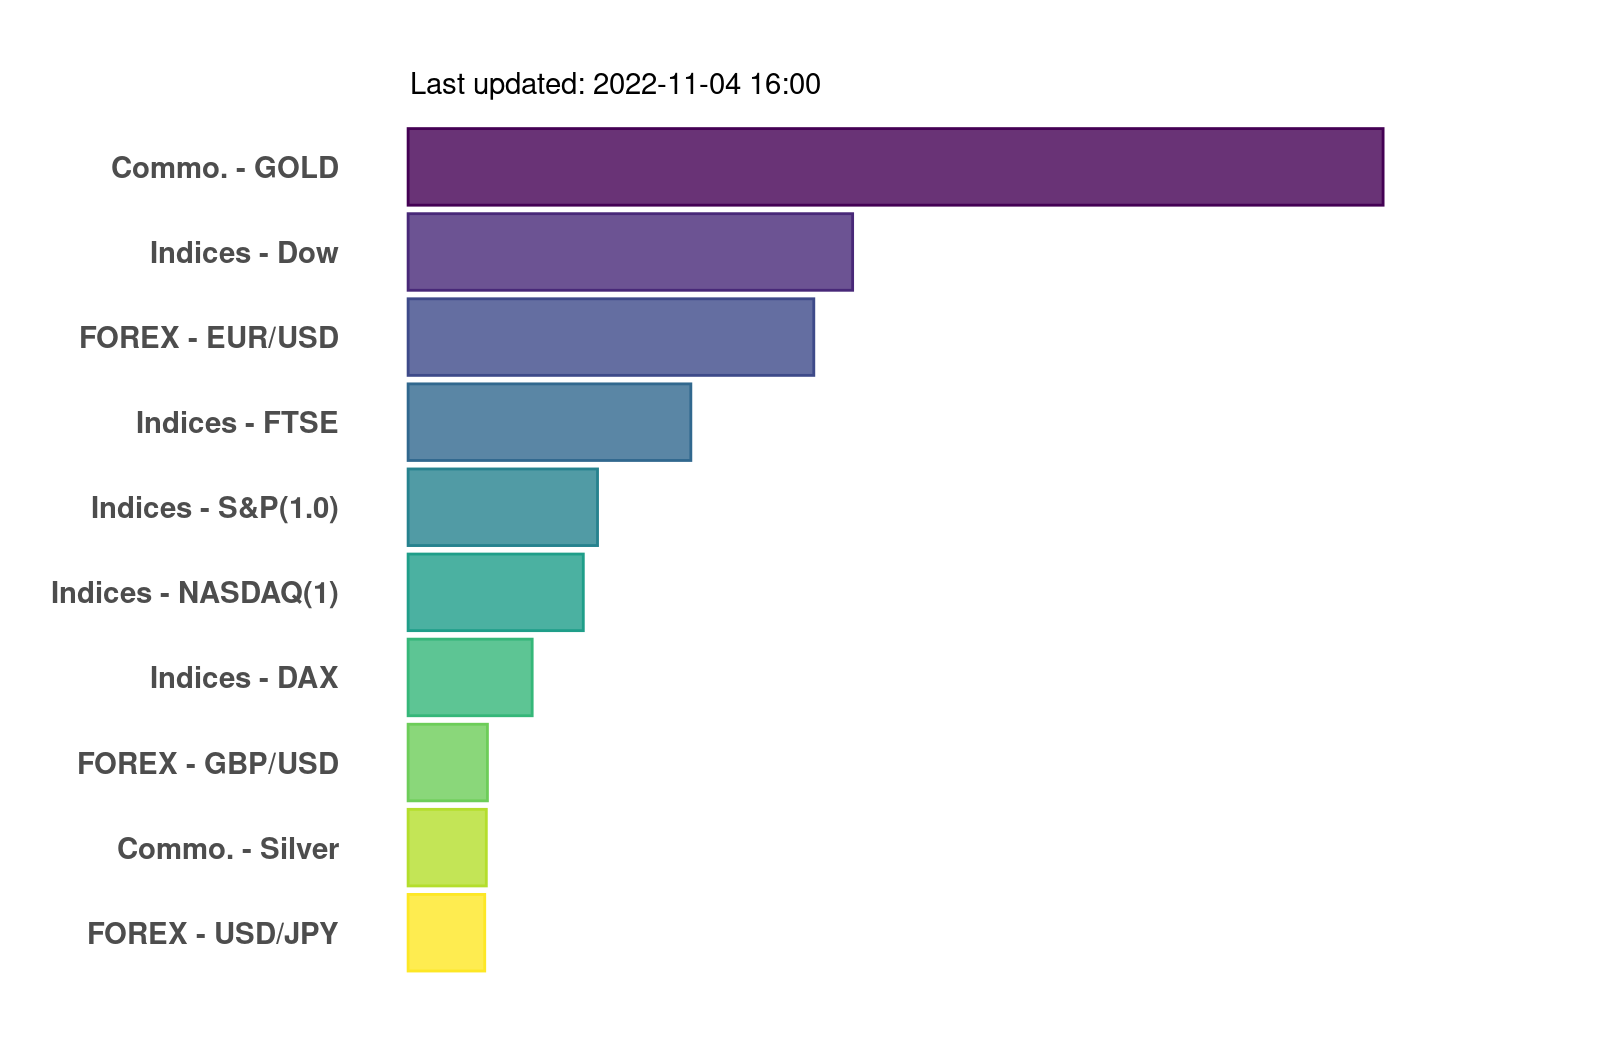 Last updated: 2022-11-04 16:00
Commo. - GOLD
Indices - Dow
FOREX - EUR/USD
Indices - FTSE
Indices - S&P(1.0)
Indices - NASDAQ(1)
Indices - DAX
FOREX - GBP/USD
Commo. - Silver
FOREX - USD/JPY